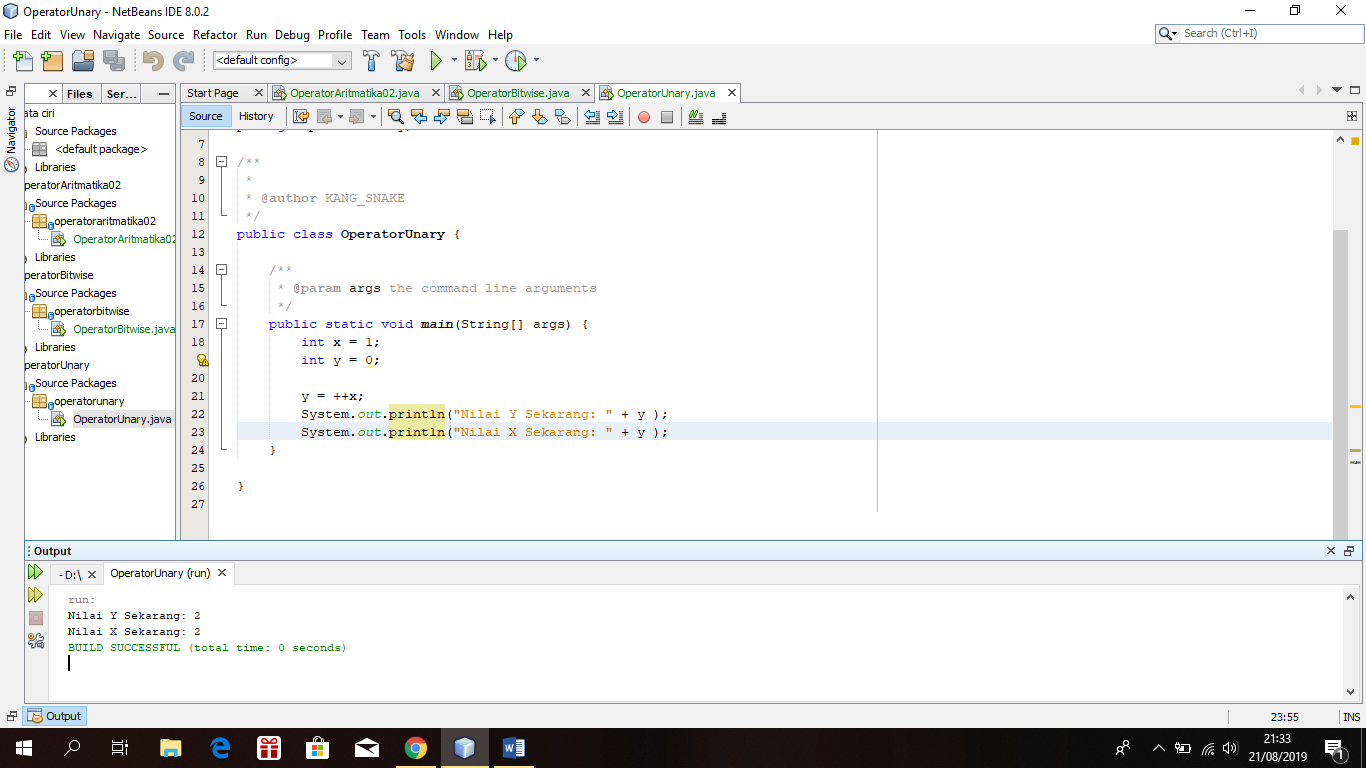 OperatorUnary - NetBeans IDE 8.0.2
File Edit View Navigate Source Refactor Run Debug Profile Team Tools Window Help
Search (Ctrl+I)
<default config>
Navigator
Files
Ser...
ata ciri
Source Packages
<default package>
Libraries
peratorAritmatika02
Source Packages
operatoraritmatika02
OperatorAritmatika02
Libraries
peratorBitwise
Source Packages
operatorbitwise
OperatorBitwise.java
Libraries
peratorUnary
Source Packages
operatorunary
OperatorUnary.java
Libraries
Start Page
OperatorAritmatika02.java
OperatorBitwise.java
OperatorUnary.java
Source History
7
8 /**
9 *
10 * @author KANG_SNAKE
11 */
12 public class OperatorUnary {
13
14 /**
15 * @param args the command line arguments
16 */
17 public static void main(String[] args) {
18 int x = 1;
int y = 0;
20
21 y = ++x;
22 System.out.println("Nilai Y Sekarang: " + y );
23 System.out.println("Nilai X Sekarang: " + y );
24 }
25
26 }
27
Output
-D:\
OperatorUnary (run)
run:
Nilai Y Sekarang: 2
Nilai X Sekarang: 2
BUILD SUCCESSFUL (total time: 0 seconds)
Output
23:55
INS
21:33
21/08/2019
1